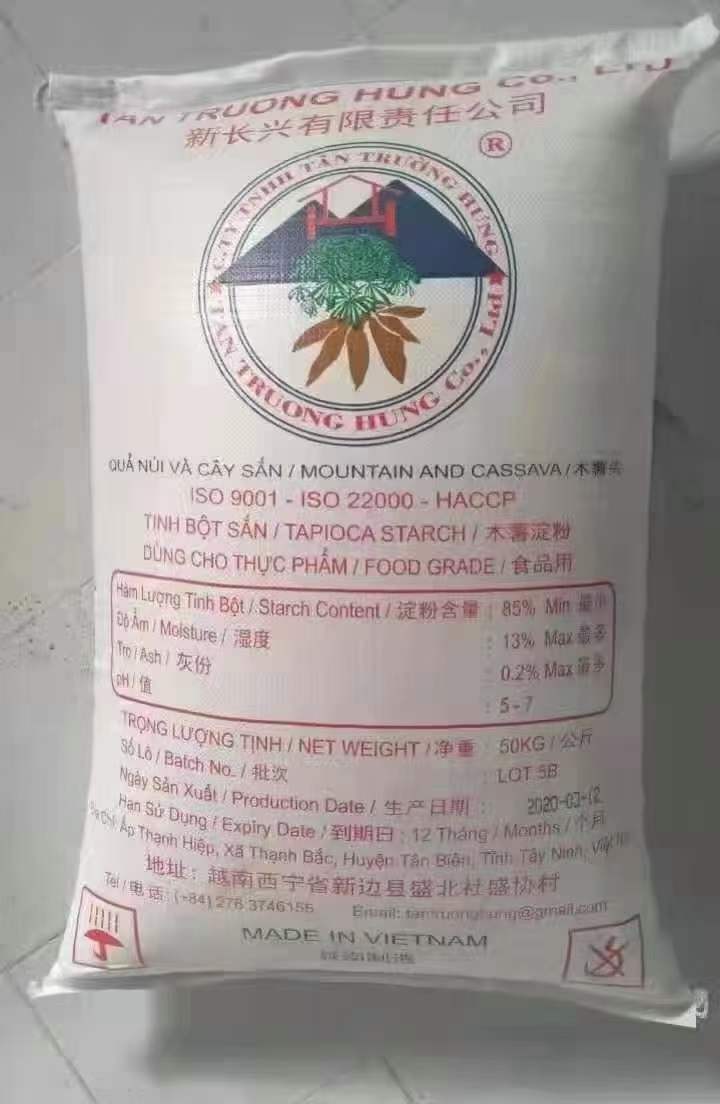 TAN TRUONG HUNG Co., Ltd
新长兴有限责任公司
®
C.TY TNHH TÂN TRƯỜNG HƯNG
TAN TRUONG HUNG Co., Ltd
QUẢ NÚI VÀ CÂY SẮN / MOUNTAIN AND CASSAVA / 木薯
ISO 9001 - ISO 22000 - HACCP
TINH BỘT SẮN / TAPIOCA STARCH / 木薯淀粉
DÙNG CHO THỰC PHẨM / FOOD GRADE / 食品用
Hàm Lượng Tinh Bột / Starch Content / 淀粉含量 : 85% Min 最少
Độ Ẩm / Moisture / 湿度 : 13% Max 最多
Tro / Ash / 灰份 : 0.2% Max 最多
pH / 值 : 5 - 7
TRỌNG LƯỢNG TỊNH / NET WEIGHT / 净重 : 50KG / 公斤
Số Lô / Batch No. / 批次 : LOT 5B
Ngày Sản Xuất / Production Date / 生产日期 : 2020-03-12
Hạn Sử Dụng / Expiry Date / 到期日 : 12 Tháng / Months / 个月
Địa Chỉ: Ấp Thạnh Hiệp, Xã Thạnh Bắc, Huyện Tân Biên, Tỉnh Tây Ninh, Việt
地址：越南西宁省新边县盛北社盛协村
Tel / 电话 : (+84) 276 3746155 Email: tantruonghung@gmail.com
MADE IN VIETNAM